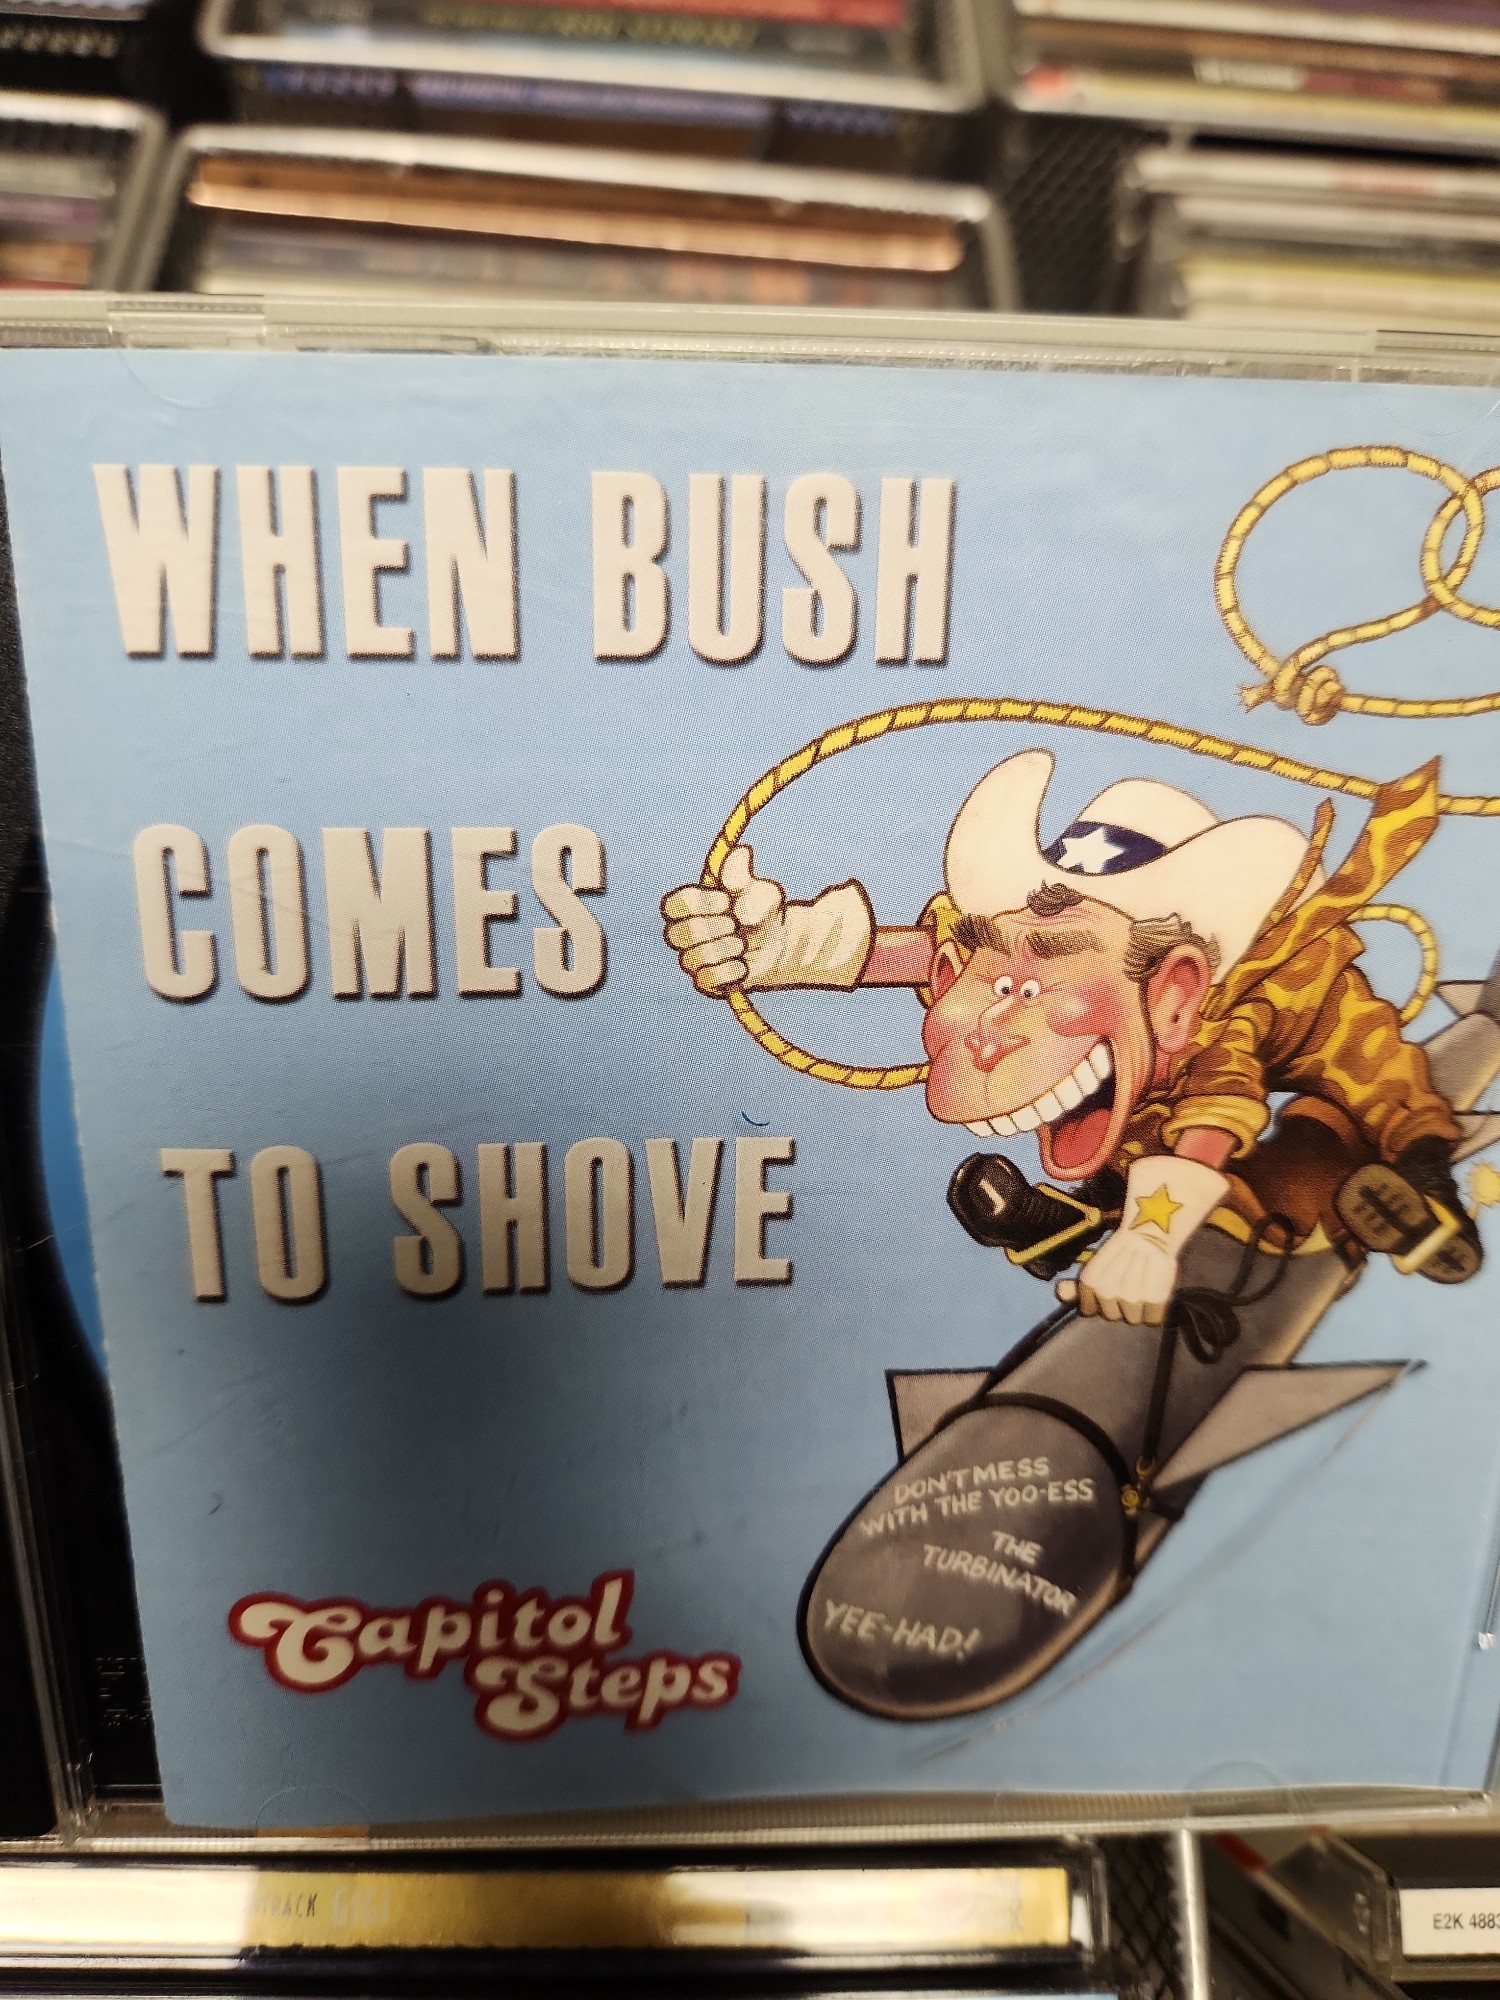 WHEN BUSH
COMES
TO SHOVE
DON'T MESS
WITH THE YOO-ESS
THE
TURBINATOR
YEE-HAD!
Capitol
Steps
GIGI
E2K 4883